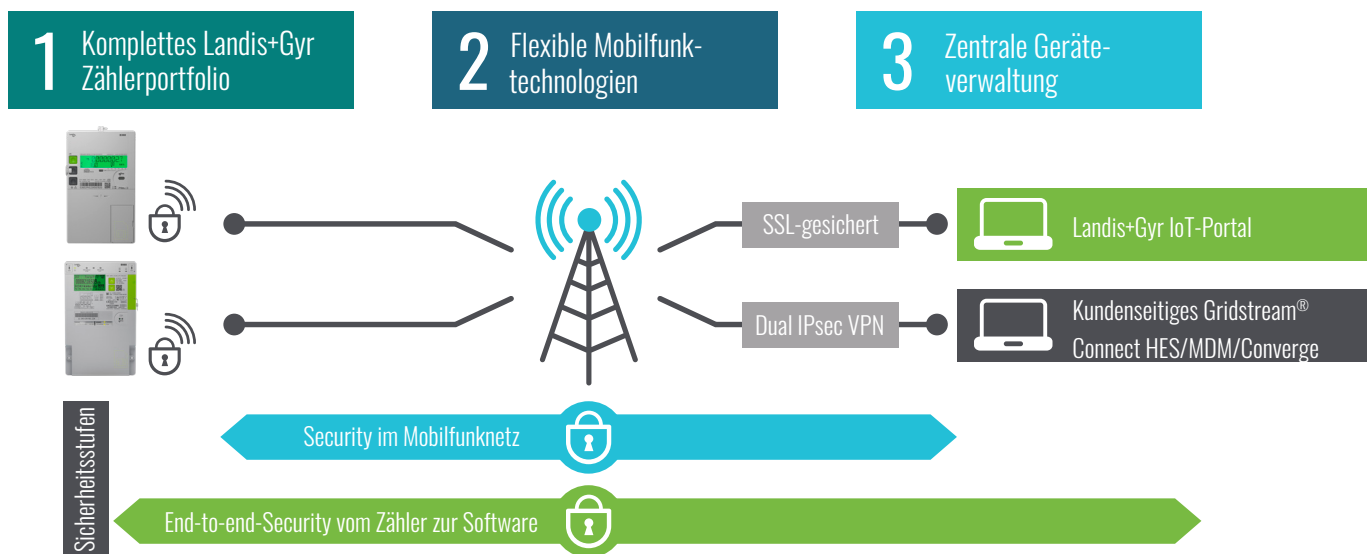 1 Komplettes Landis+Gyr
Zählerportfolio
2 Flexible Mobilfunk-
technologien
3 Zentrale Geräte-
verwaltung
SSL-gesichert
Landis+Gyr IoT-Portal
Dual IPsec VPN
Kundenseitiges Gridstream®
Connect HES/MDM/Converge
Sicherheitsstufen
Security im Mobilfunknetz
End-to-end-Security vom Zähler zur Software